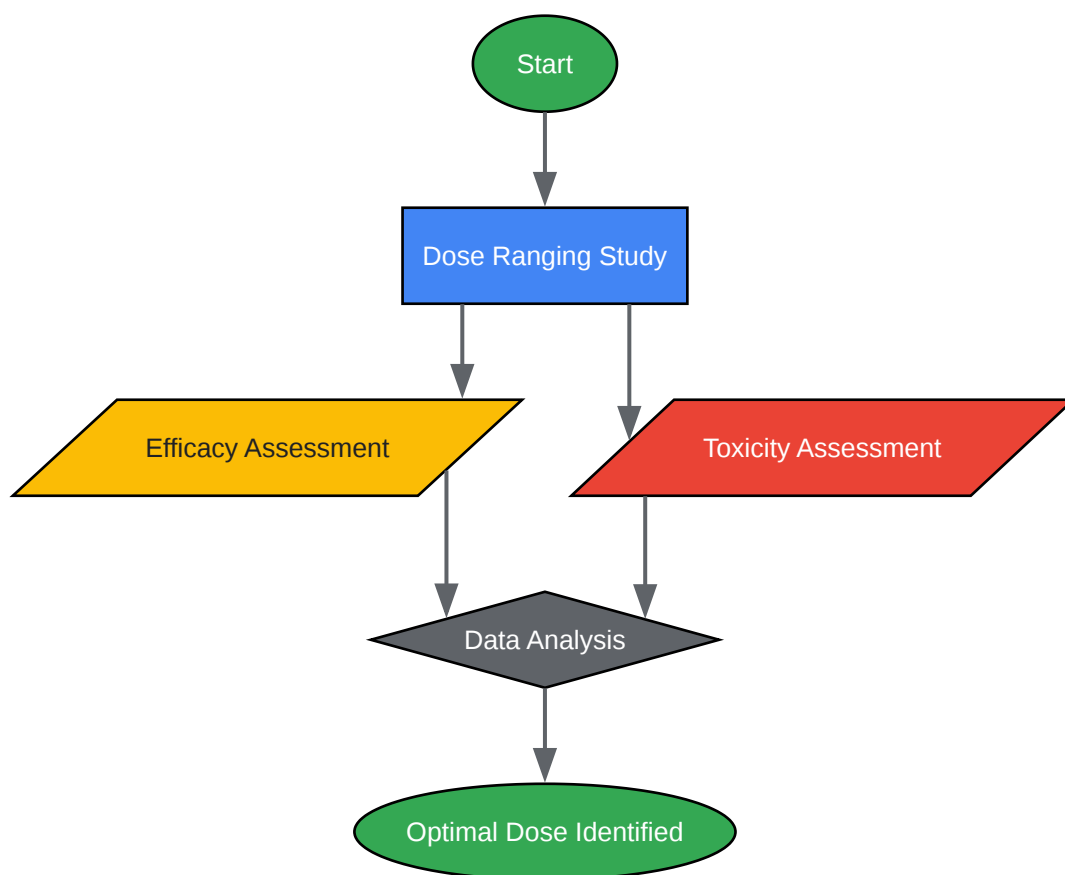 Start
Dose Ranging Study
Efficacy Assessment
Toxicity Assessment
Data Analysis
Optimal Dose Identified